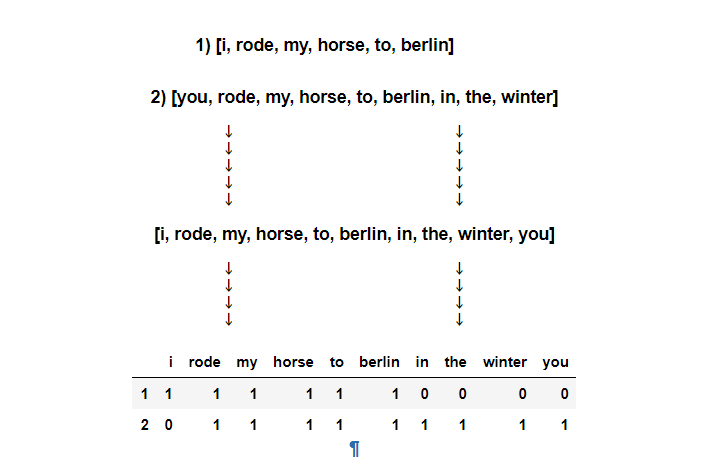 1) [i, rode, my, horse, to, berlin]
2) [you, rode, my, horse, to, berlin, in, the, winter]
[i, rode, my, horse, to, berlin, in, the, winter, you]
i rode my horse to berlin in the winter you
1 1 1 1 1 1 1 0 0 0 0
2 0 1 1 1 1 1 1 1 1 1
¶